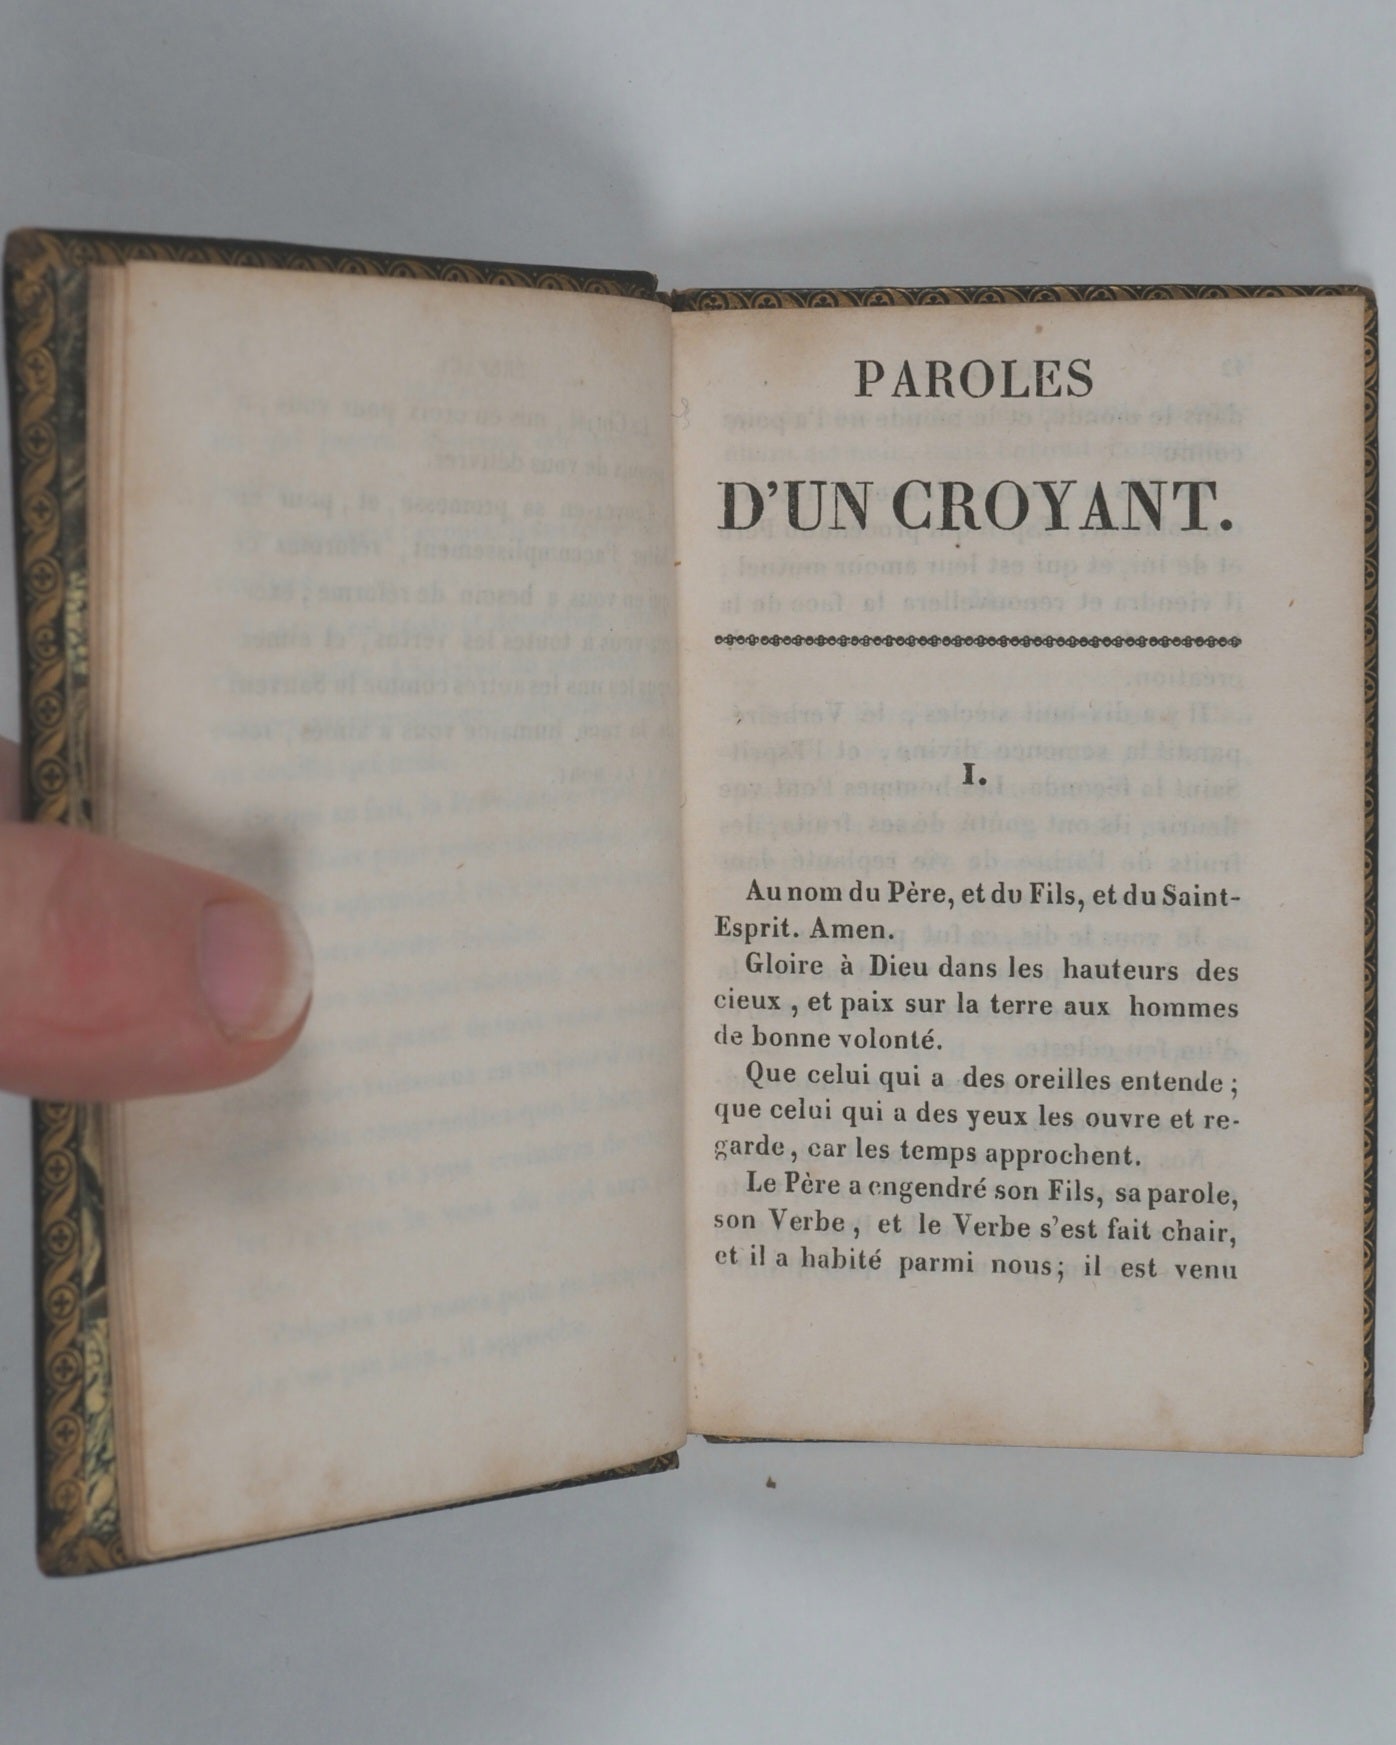 PAROLES
D'UN CROYANT.
I.
Au nom du Père, et du Fils, et du Saint-
Esprit. Amen.
Gloire à Dieu dans les hauteurs des
cieux , et paix sur la terre aux hommes
de bonne volonté.
Que celui qui a des oreilles entende ;
que celui qui a des yeux les ouvre et re-
garde , car les temps approchent.
Le Père a engendré son Fils, sa parole,
son Verbe , et le Verbe s'est fait chair,
et il a habité parmi nous ; il est venu